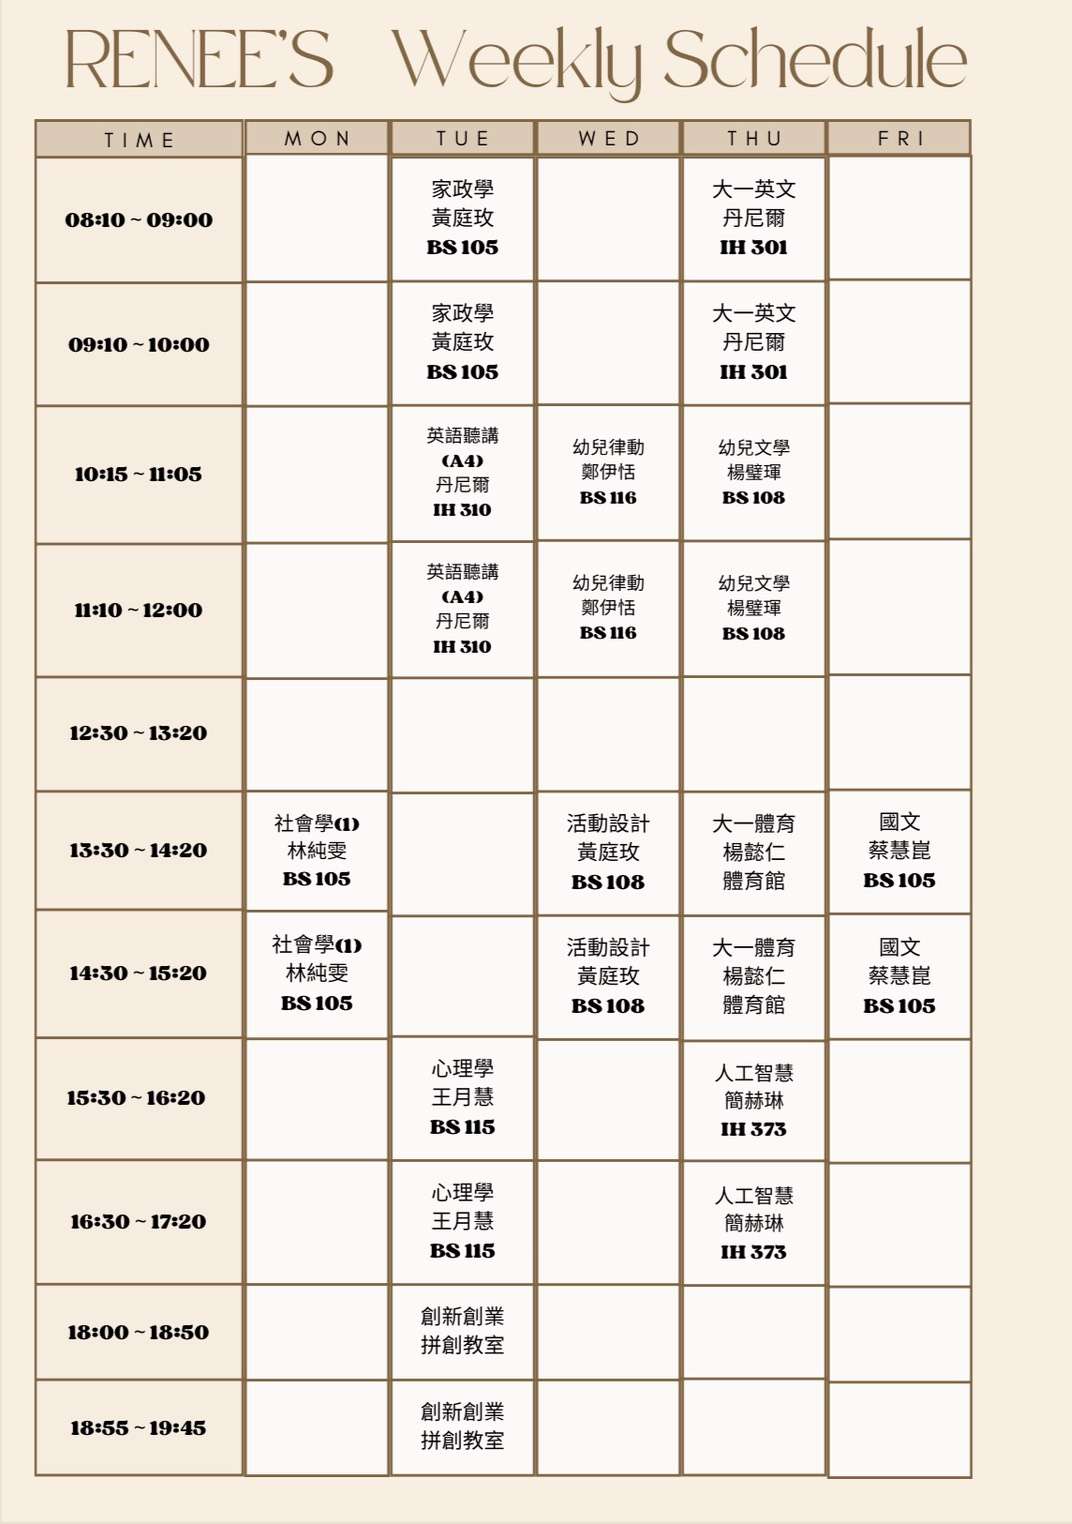 RENEE'S Weekly Schedule
TIME MON TUE WED THU FRI
08:10 ~ 09:00
家政學
黃庭玫
BS 105
大一英文
丹尼爾
IH 301
09:10 ~ 10:00
家政學
黃庭玫
BS 105
大一英文
丹尼爾
IH 301
10:15 ~ 11:05
英語聽講
(A4)
丹尼爾
IH 310
幼兒律動
鄭伊恬
BS 116
幼兒文學
楊璧琿
BS 108
11:10 ~ 12:00
英語聽講
(A4)
丹尼爾
IH 310
幼兒律動
鄭伊恬
BS 116
幼兒文學
楊璧琿
BS 108
12:30 ~ 13:20
13:30 ~ 14:20
社會學(1)
林純雯
BS 105
活動設計
黃庭玫
BS 108
大一體育
楊懿仁
體育館
國文
蔡慧崑
BS 105
14:30 ~ 15:20
社會學(1)
林純雯
BS 105
活動設計
黃庭玫
BS 108
大一體育
楊懿仁
體育館
國文
蔡慧崑
BS 105
15:30 ~ 16:20
心理學
王月慧
BS 115
人工智慧
簡赫琳
IH 373
16:30 ~ 17:20
心理學
王月慧
BS 115
人工智慧
簡赫琳
IH 373
18:00 ~ 18:50
創新創業
拼創教室
18:55 ~ 19:45
創新創業
拼創教室